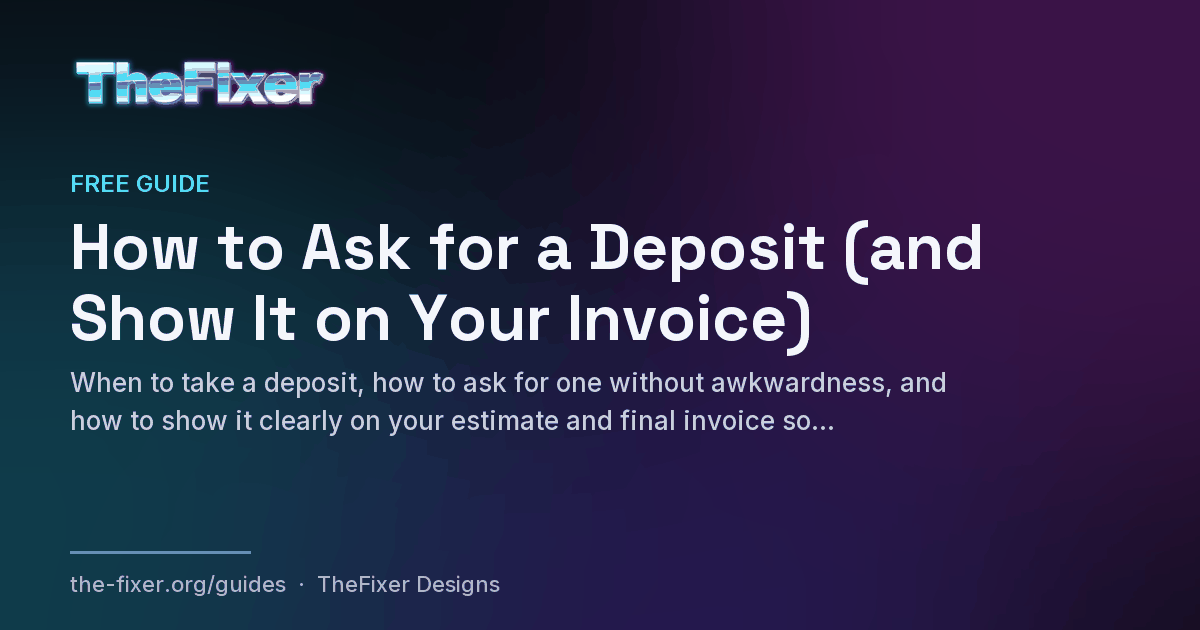 TheFixer
FREE GUIDE
How to Ask for a Deposit (and
Show It on Your Invoice)
When to take a deposit, how to ask for one without awkwardness, and
how to show it clearly on your estimate and final invoice so...
the-fixer.org/guides · TheFixer Designs